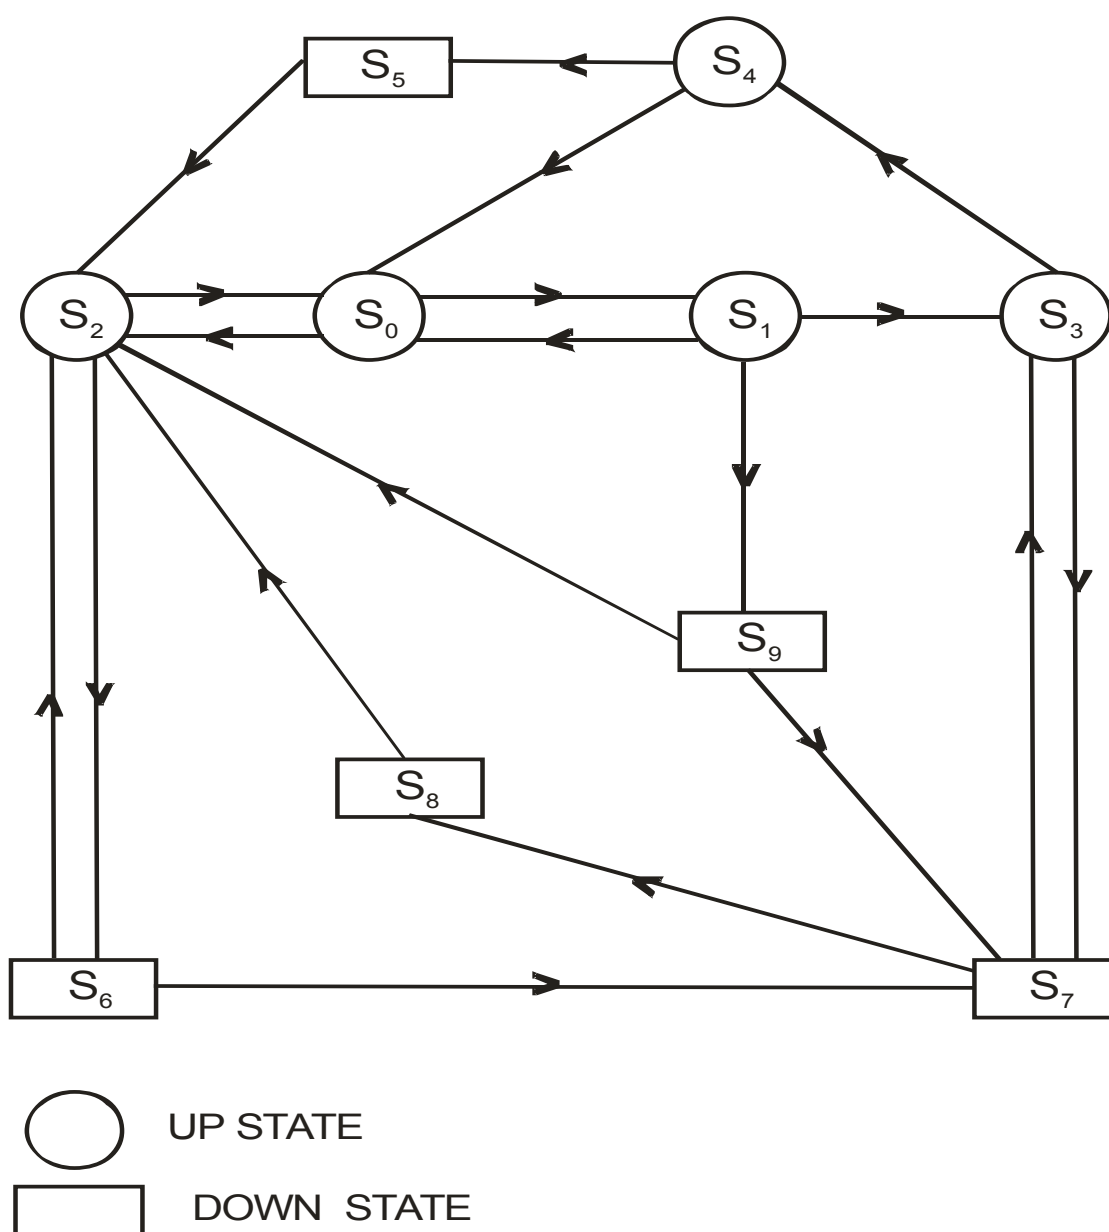 S₅ S₄
S₂ S₀ S₁ S₃
S₉
S₈
S₆ S₇
UP STATE
DOWN STATE